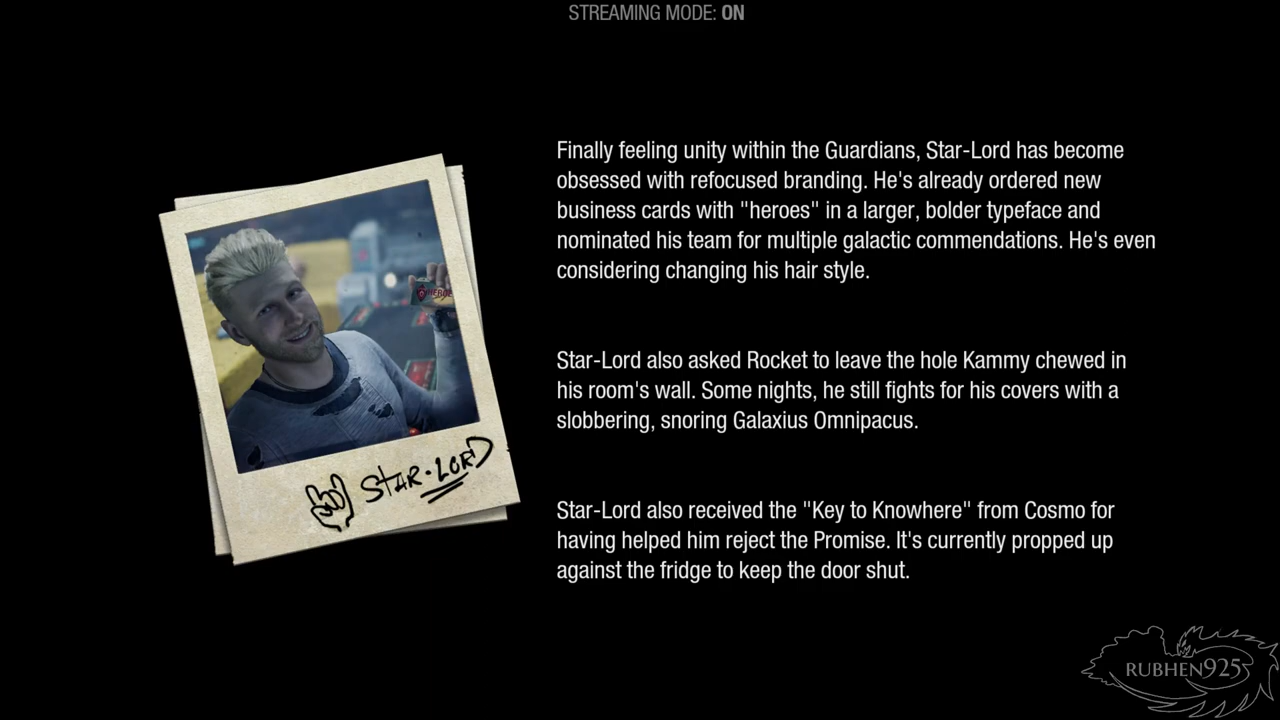 STREAMING MODE: ON
Finally feeling unity within the Guardians, Star-Lord has become
obsessed with refocused branding. He's already ordered new
business cards with "heroes" in a larger, bolder typeface and
nominated his team for multiple galactic commendations. He's even
considering changing his hair style.
Star-Lord also asked Rocket to leave the hole Kammy chewed in
his room's wall. Some nights, he still fights for his covers with a
slobbering, snoring Galaxius Omnipacus.
Star-Lord also received the "Key to Knowhere" from Cosmo for
having helped him reject the Promise. It's currently propped up
against the fridge to keep the door shut.
STAR-LORD
RUBHEN925